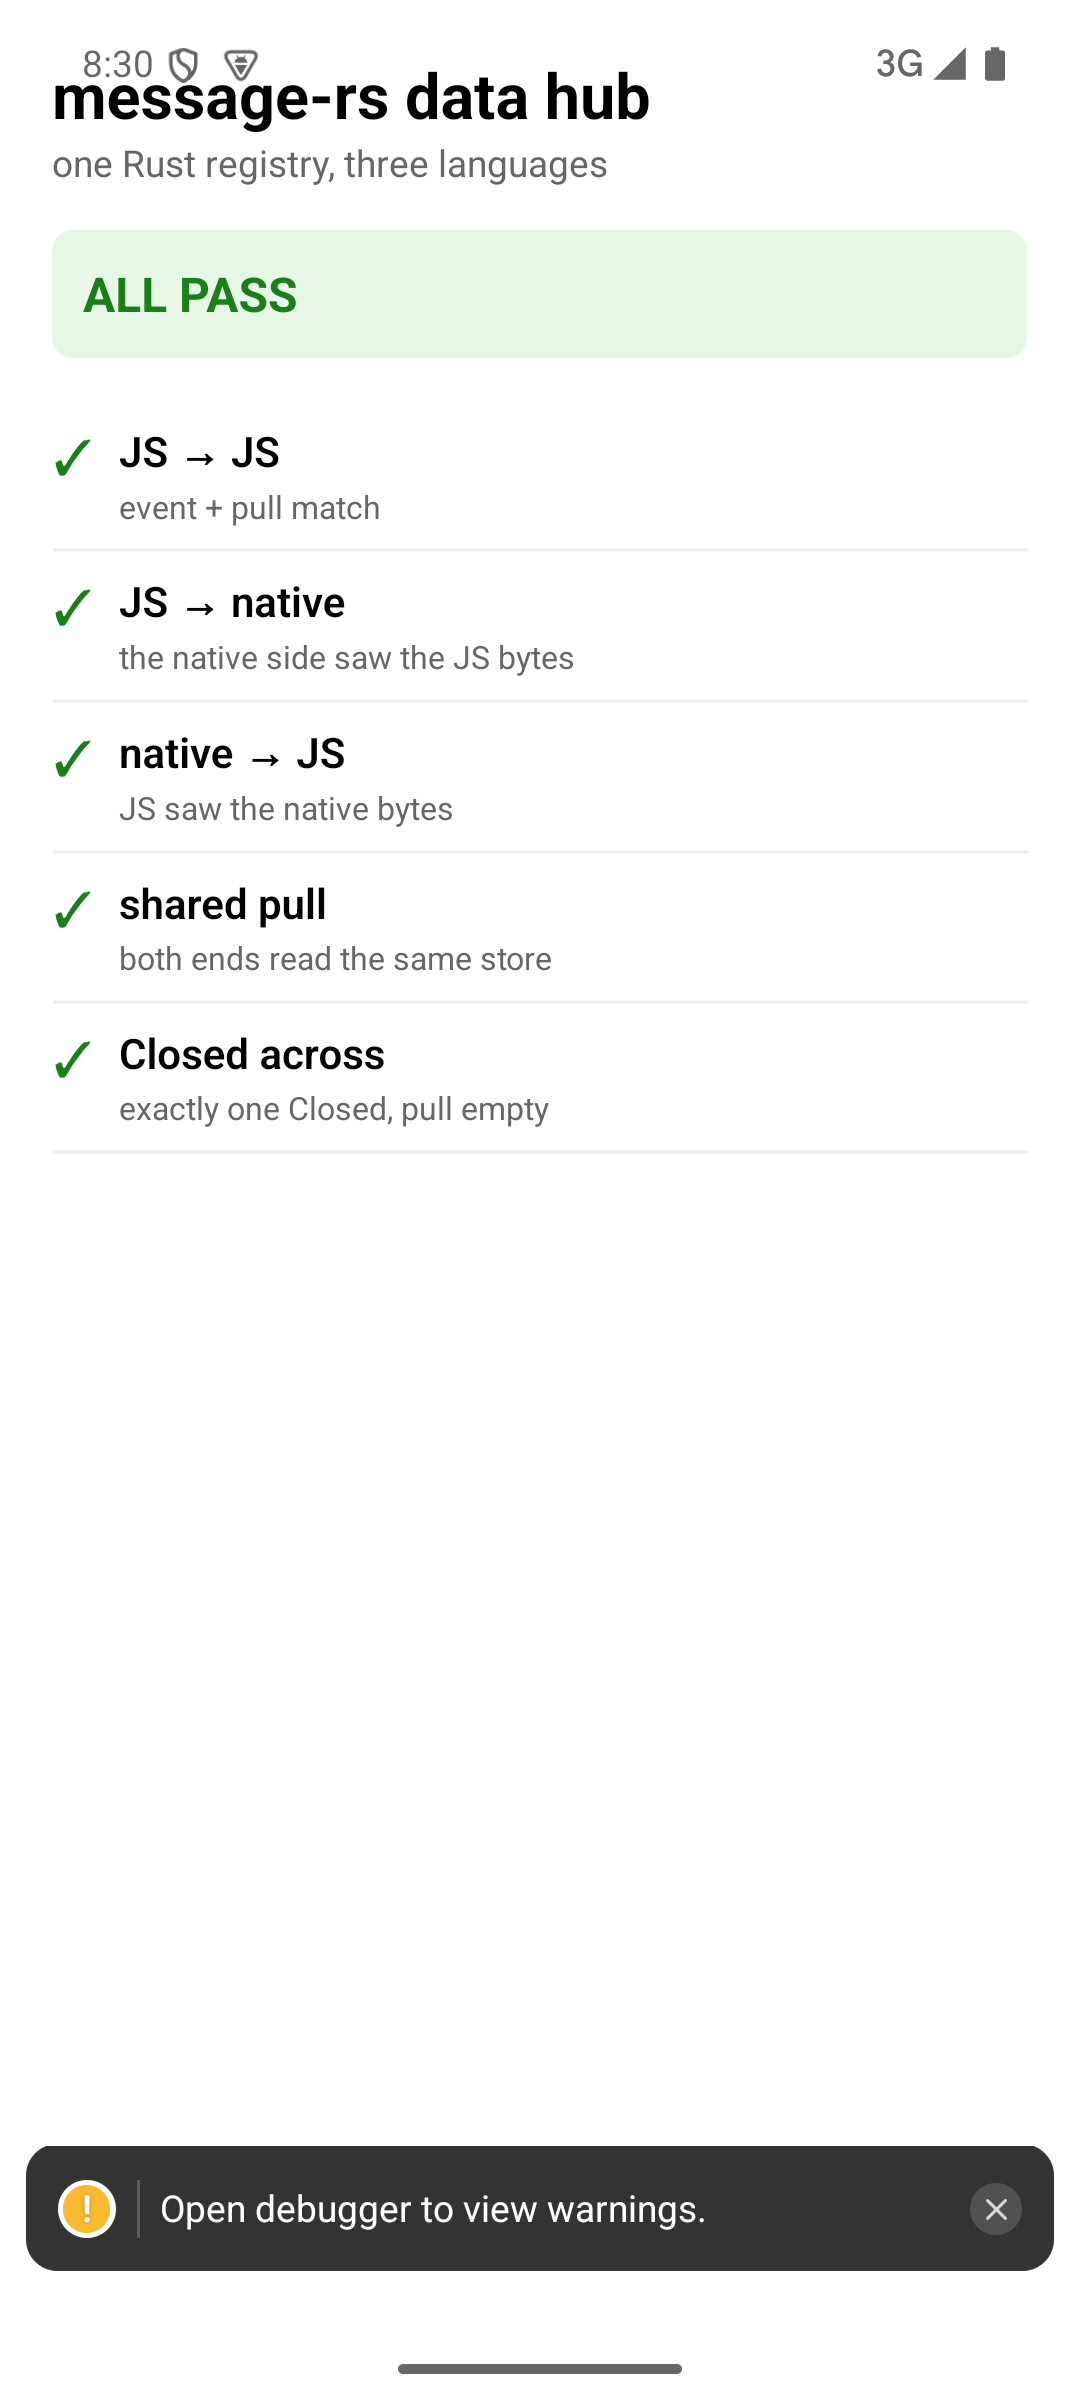 8:30 3G
message-rs data hub
one Rust registry, three languages
ALL PASS
✓ JS → JS
event + pull match
✓ JS → native
the native side saw the JS bytes
✓ native → JS
JS saw the native bytes
✓ shared pull
both ends read the same store
✓ Closed across
exactly one Closed, pull empty
! Open debugger to view warnings.